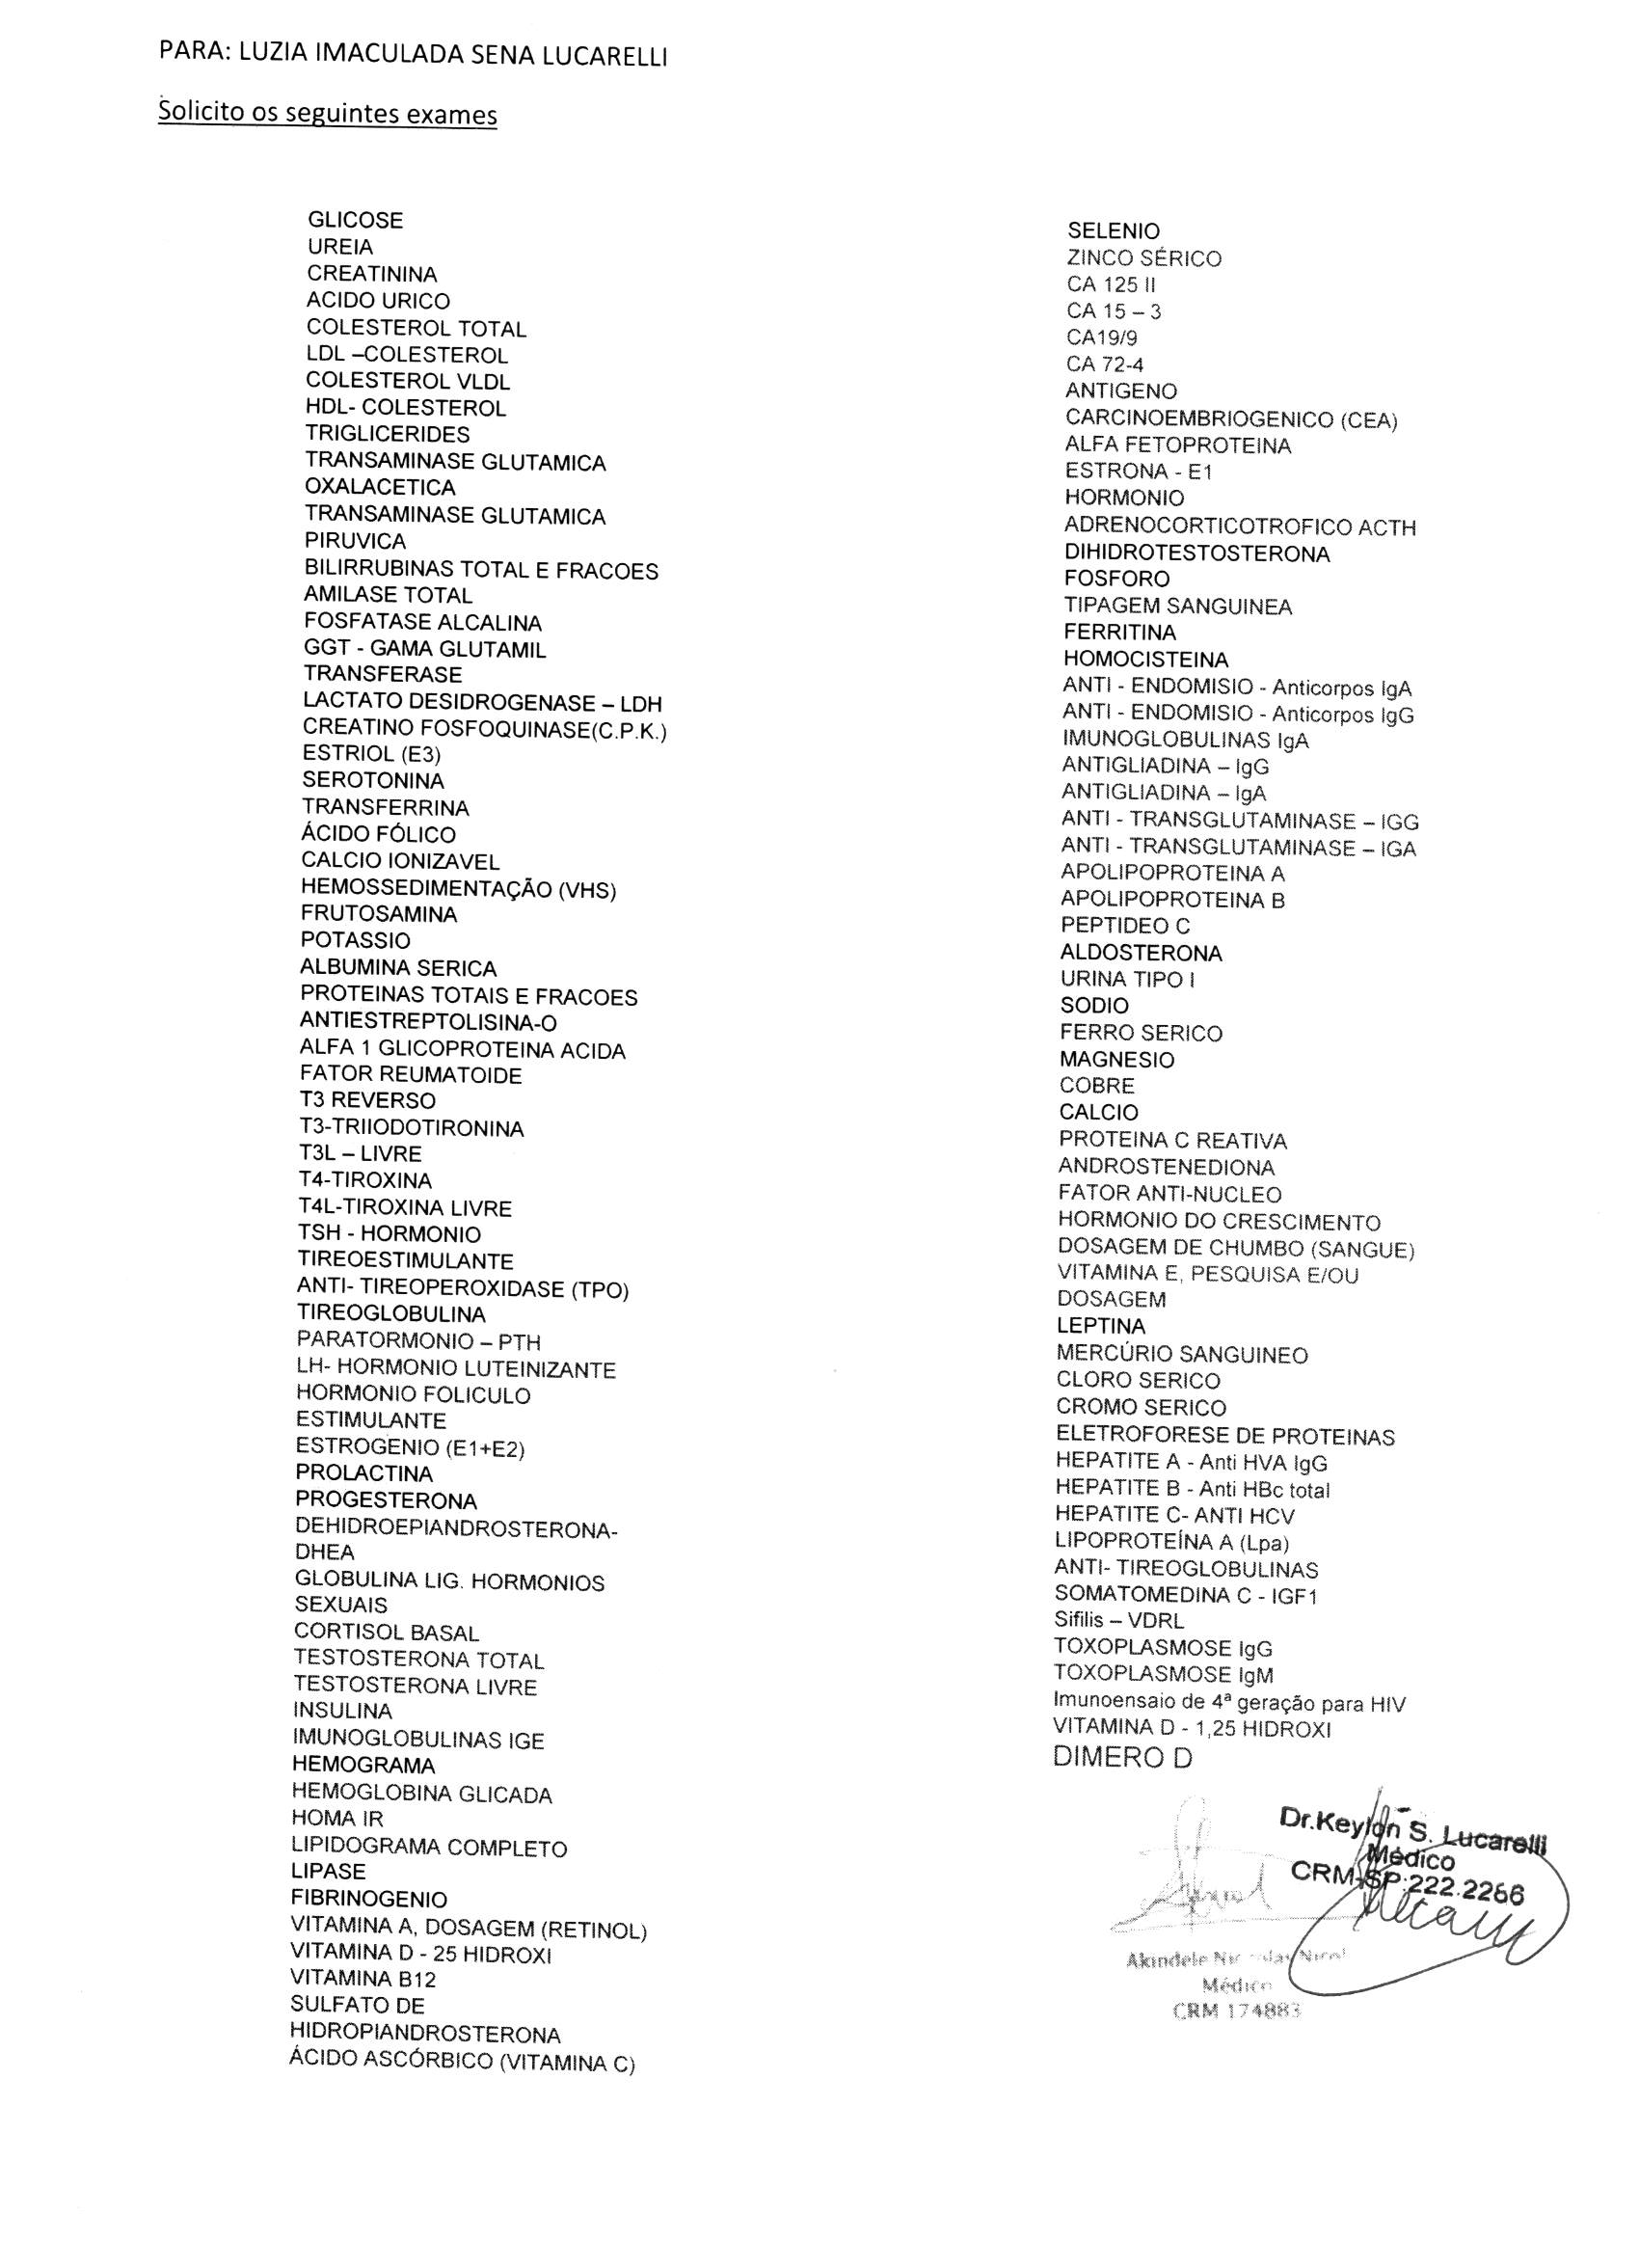 PARA: LUZIA IMACULADA SENA LUCARELLI
Solicito os seguintes exames
GLICOSE
UREIA
CREATININA
ACIDO URICO
COLESTEROL TOTAL
LDL –COLESTEROL
COLESTEROL VLDL
HDL- COLESTEROL
TRIGLICERIDES
TRANSAMINASE GLUTAMICA
OXALACETICA
TRANSAMINASE GLUTAMICA
PIRUVICA
BILIRRUBINAS TOTAL E FRACOES
AMILASE TOTAL
FOSFATASE ALCALINA
GGT - GAMA GLUTAMIL
TRANSFERASE
LACTATO DESIDROGENASE – LDH
CREATINO FOSFOQUINASE(C.P.K.)
ESTRIOL (E3)
SEROTONINA
TRANSFERRINA
ÁCIDO FÓLICO
CALCIO IONIZAVEL
HEMOSSEDIMENTAÇÃO (VHS)
FRUTOSAMINA
POTASSIO
ALBUMINA SERICA
PROTEINAS TOTAIS E FRACOES
ANTIESTREPTOLISINA-O
ALFA 1 GLICOPROTEINA ACIDA
FATOR REUMATOIDE
T3 REVERSO
T3-TRIIODOTIRONINA
T3L – LIVRE
T4-TIROXINA
T4L-TIROXINA LIVRE
TSH - HORMONIO
TIREOESTIMULANTE
ANTI- TIREOPEROXIDASE (TPO)
TIREOGLOBULINA
PARATORMONIO – PTH
LH- HORMONIO LUTEINIZANTE
HORMONIO FOLICULO
ESTIMULANTE
ESTROGENIO (E1+E2)
PROLACTINA
PROGESTERONA
DEHIDROEPIANDROSTERONA-
DHEA
GLOBULINA LIG. HORMONIOS
SEXUAIS
CORTISOL BASAL
TESTOSTERONA TOTAL
TESTOSTERONA LIVRE
INSULINA
IMUNOGLOBULINAS IGE
HEMOGRAMA
HEMOGLOBINA GLICADA
HOMA IR
LIPIDOGRAMA COMPLETO
LIPASE
FIBRINOGENIO
VITAMINA A, DOSAGEM (RETINOL)
VITAMINA D - 25 HIDROXI
VITAMINA B12
SULFATO DE
HIDROPIANDROSTERONA
ÁCIDO ASCÓRBICO (VITAMINA C)
SELENIO
ZINCO SÉRICO
CA 125 II
CA 15 – 3
CA19/9
CA 72-4
ANTIGENO
CARCINOEMBRIOGENICO (CEA)
ALFA FETOPROTEINA
ESTRONA - E1
HORMONIO
ADRENOCORTICOTROFICO ACTH
DIHIDROTESTOSTERONA
FOSFORO
TIPAGEM SANGUINEA
FERRITINA
HOMOCISTEINA
ANTI - ENDOMISIO - Anticorpos IgA
ANTI - ENDOMISIO - Anticorpos IgG
IMUNOGLOBULINAS IgA
ANTIGLIADINA – IgG
ANTIGLIADINA – IgA
ANTI - TRANSGLUTAMINASE – IGG
ANTI - TRANSGLUTAMINASE – IGA
APOLIPOPROTEINA A
APOLIPOPROTEINA B
PEPTIDEO C
ALDOSTERONA
URINA TIPO I
SODIO
FERRO SERICO
MAGNESIO
COBRE
CALCIO
PROTEINA C REATIVA
ANDROSTENEDIONA
FATOR ANTI-NUCLEO
HORMONIO DO CRESCIMENTO
DOSAGEM DE CHUMBO (SANGUE)
VITAMINA E, PESQUISA E/OU
DOSAGEM
LEPTINA
MERCÚRIO SANGUINEO
CLORO SERICO
CROMO SERICO
ELETROFORESE DE PROTEINAS
HEPATITE A - Anti HVA IgG
HEPATITE B - Anti HBc total
HEPATITE C- ANTI HCV
LIPOPROTEÍNA A (Lpa)
ANTI- TIREOGLOBULINAS
SOMATOMEDINA C - IGF1
Sifilis – VDRL
TOXOPLASMOSE IgG
TOXOPLASMOSE IgM
Imunoensaio de 4ª geração para HIV
VITAMINA D - 1,25 HIDROXI
DIMERO D
Dr.Keylon S. Lucarelli
Médico
CRM-SP:222.2266
Akindele
Médico
CRM 174883